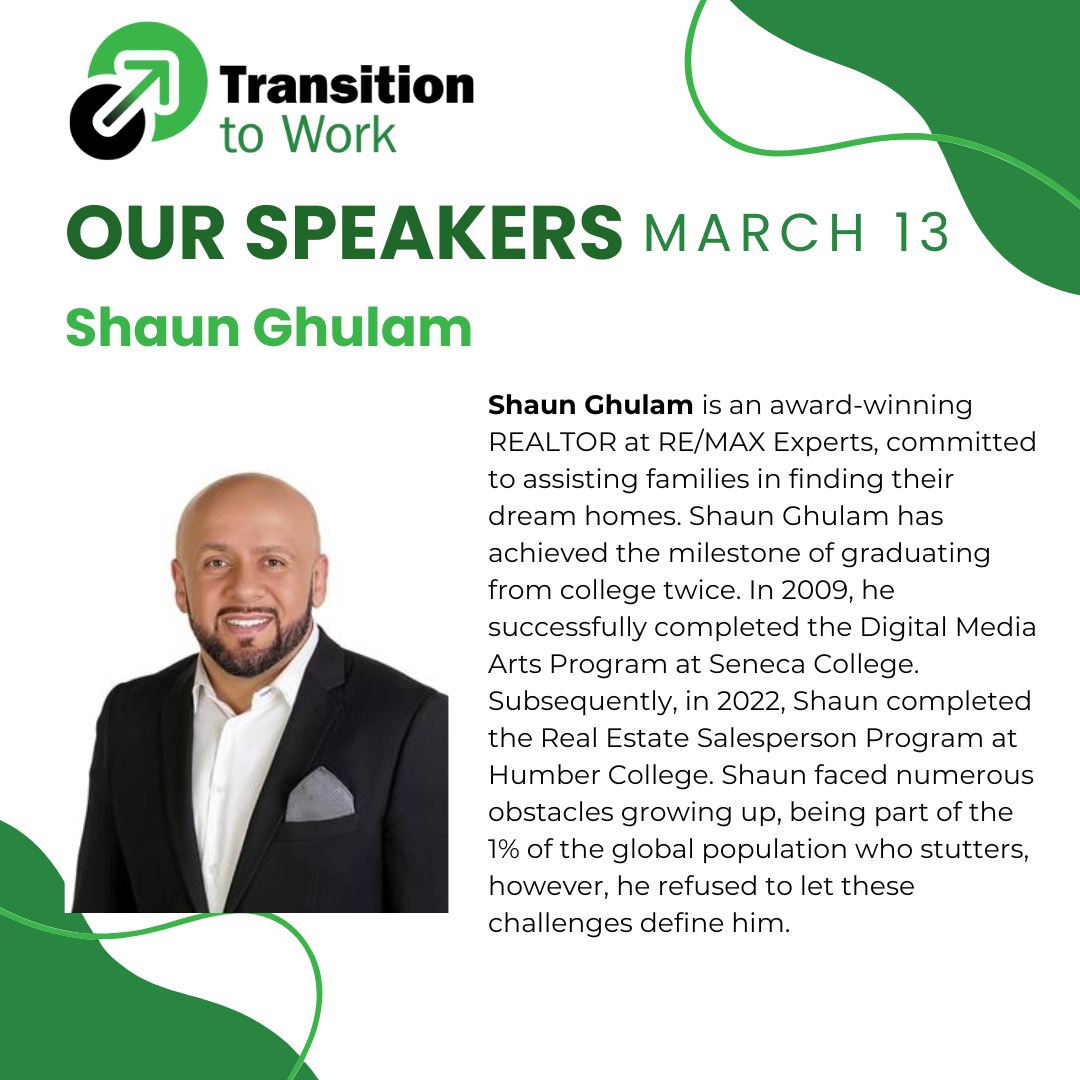 Transition
to Work
OUR SPEAKERS MARCH 13
Shaun Ghulam
Shaun Ghulam is an award-winning
REALTOR at RE/MAX Experts, committed
to assisting families in finding their
dream homes. Shaun Ghulam has
achieved the milestone of graduating
from college twice. In 2009, he
successfully completed the Digital Media
Arts Program at Seneca College.
Subsequently, in 2022, Shaun completed
the Real Estate Salesperson Program at
Humber College. Shaun faced numerous
obstacles growing up, being part of the
1% of the global population who stutters,
however, he refused to let these
challenges define him.